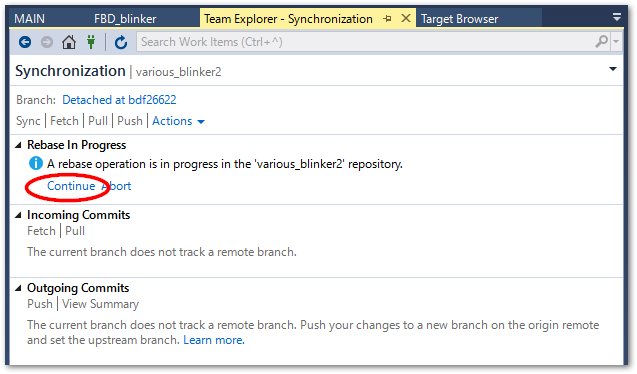 MAIN FBD_blinker Team Explorer - Synchronization Target Browser
Search Work Items (Ctrl+^)
Synchronization | various_blinker2
Branch: Detached at bdf26622
Sync | Fetch | Pull | Push | Actions
Rebase In Progress
A rebase operation is in progress in the 'various_blinker2' repository.
Continue Abort
Incoming Commits
Fetch | Pull
The current branch does not track a remote branch.
Outgoing Commits
Push | View Summary
The current branch does not track a remote branch. Push your changes to a new branch on the origin remote
and set the upstream branch. Learn more.